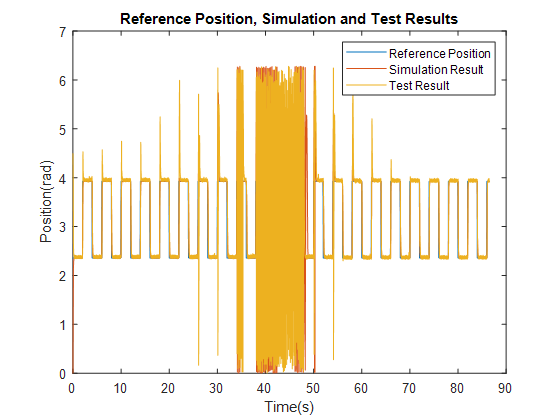 Reference Position, Simulation and Test Results
Reference Position
Simulation Result
Test Result
Position(rad)
7
6
5
4
3
2
1
0
0 10 20 30 40 50 60 70 80 90
Time(s)